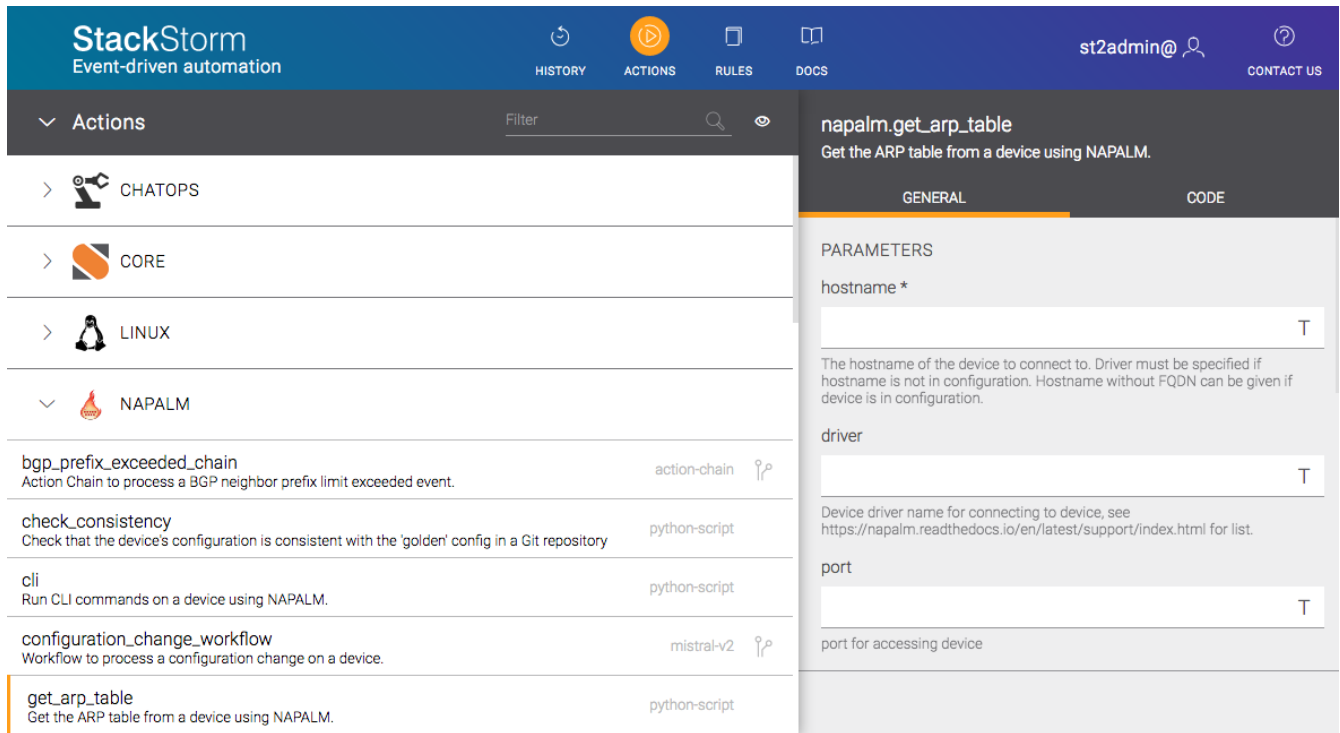 StackStorm
Event-driven automation
HISTORY
ACTIONS
RULES
DOCS
st2admin@
CONTACT US
Actions
Filter
CHATOPS
CORE
LINUX
NAPALM
bgp_prefix_exceeded_chain
Action Chain to process a BGP neighbor prefix limit exceeded event.
action-chain
check_consistency
Check that the device's configuration is consistent with the 'golden' config in a Git repository
python-script
cli
Run CLI commands on a device using NAPALM.
python-script
configuration_change_workflow
Workflow to process a configuration change on a device.
mistral-v2
get_arp_table
Get the ARP table from a device using NAPALM.
python-script
napalm.get_arp_table
Get the ARP table from a device using NAPALM.
GENERAL
CODE
PARAMETERS
hostname *
T
The hostname of the device to connect to. Driver must be specified if
hostname is not in configuration. Hostname without FQDN can be given if
device is in configuration.
driver
T
Device driver name for connecting to device, see
https://napalm.readthedocs.io/en/latest/support/index.html for list.
port
T
port for accessing device